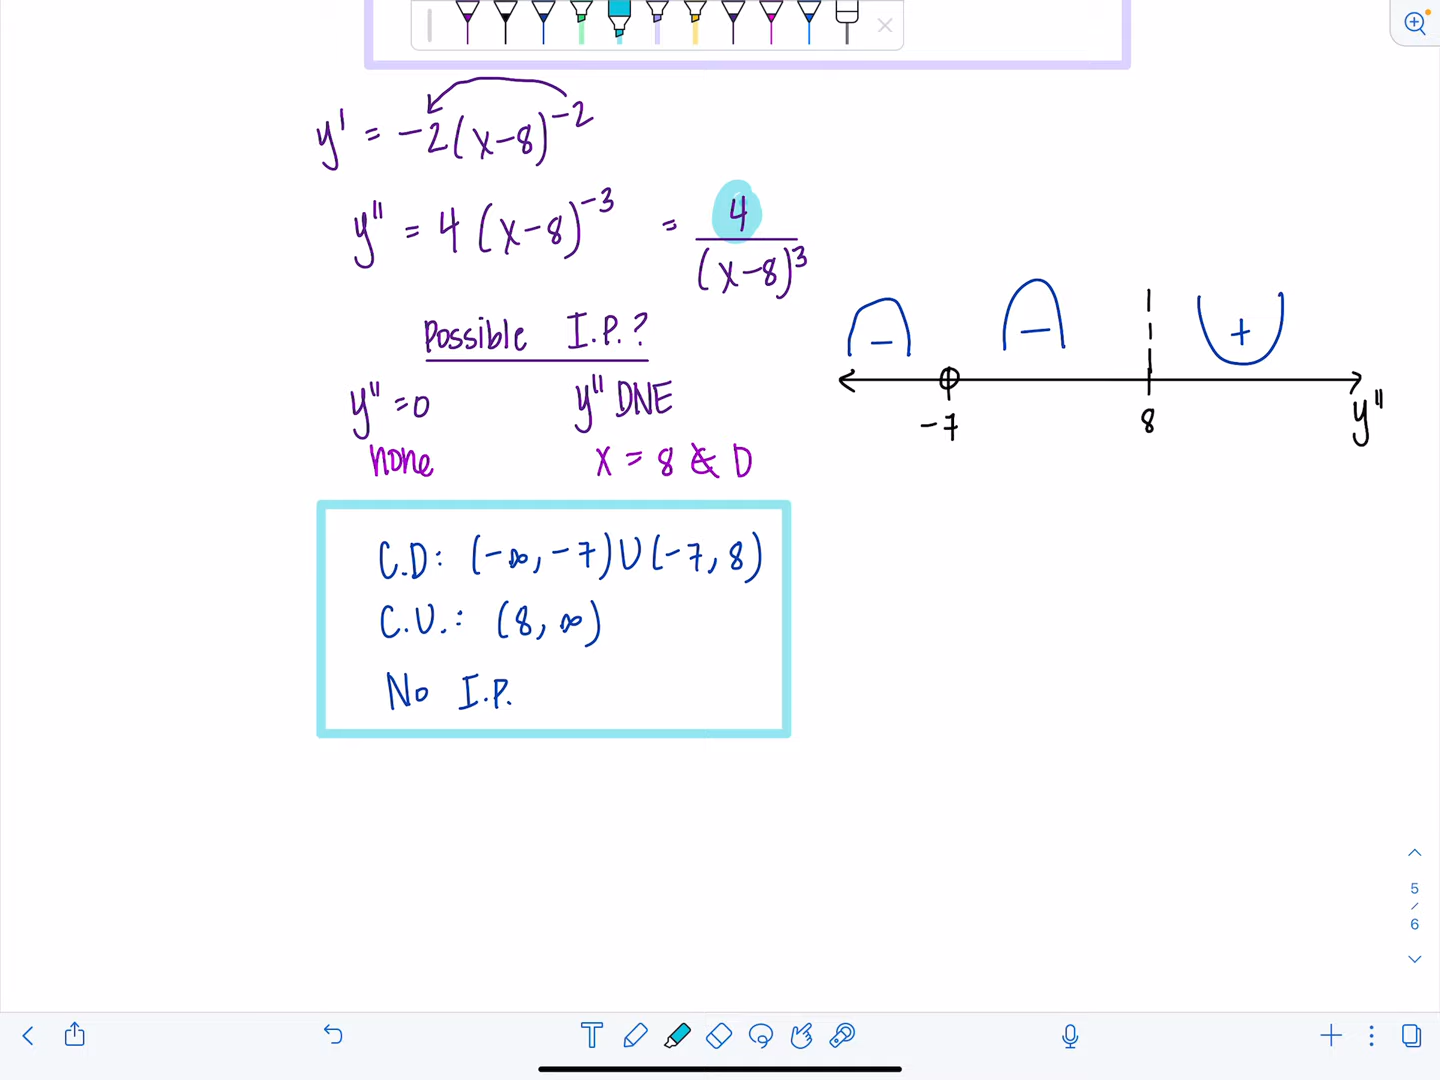 y' = -2(x-8)^-2
y'' = 4(x-8)^-3 = 4/(x-8)^3
Possible I.P.?
y'' = 0 y'' DNE
none x = 8 & D
- - +
-7 8 y''
C.D: (-∞, -7) U (-7, 8)
C.U.: (8, ∞)
No I.P.
5
/
6
T